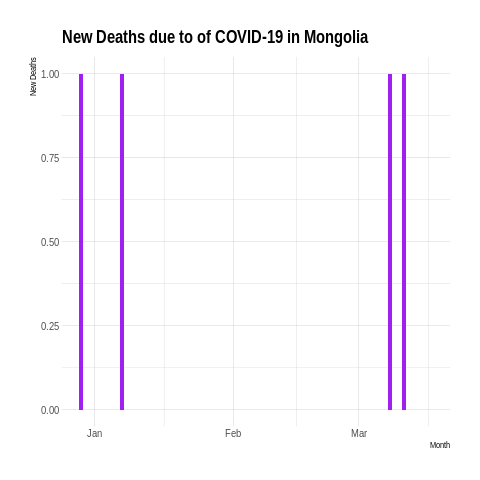 New Deaths due to of COVID-19 in Mongolia
New Deaths
1.00
0.75
0.50
0.25
0.00
Jan Feb Mar
Month